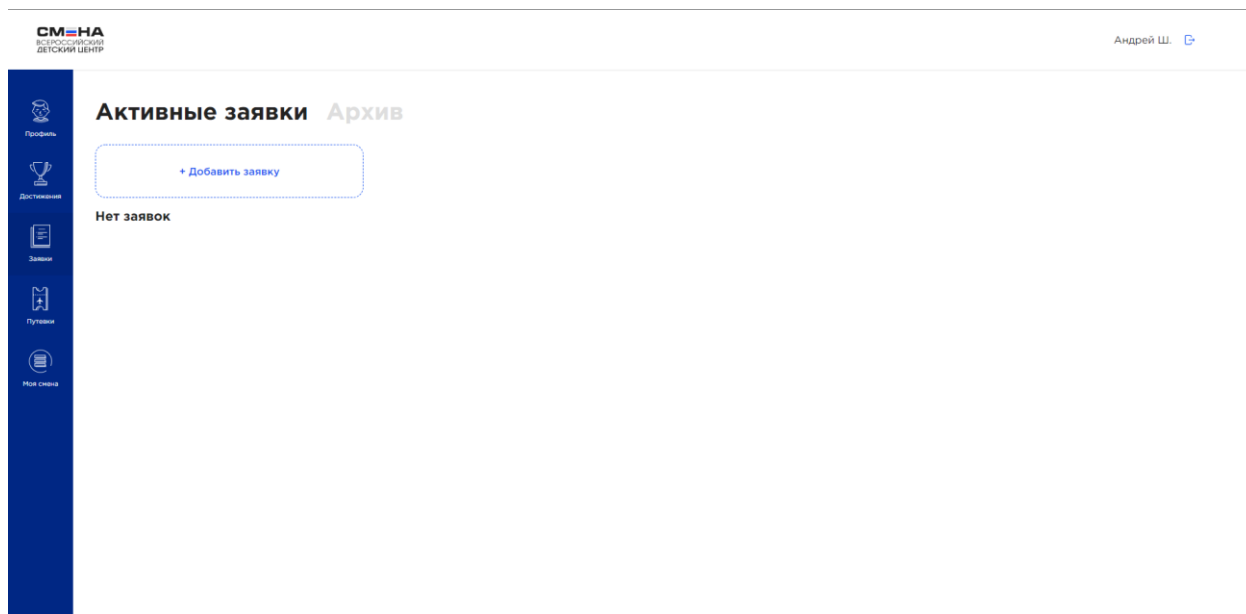 СМЕНА
ВСЕРОССИЙСКИЙ
ДЕТСКИЙ ЦЕНТР
Андрей Ш.
Профиль
Достижения
Заявки
Путевки
Моя смена
Активные заявки Архив
+ Добавить заявку
Нет заявок